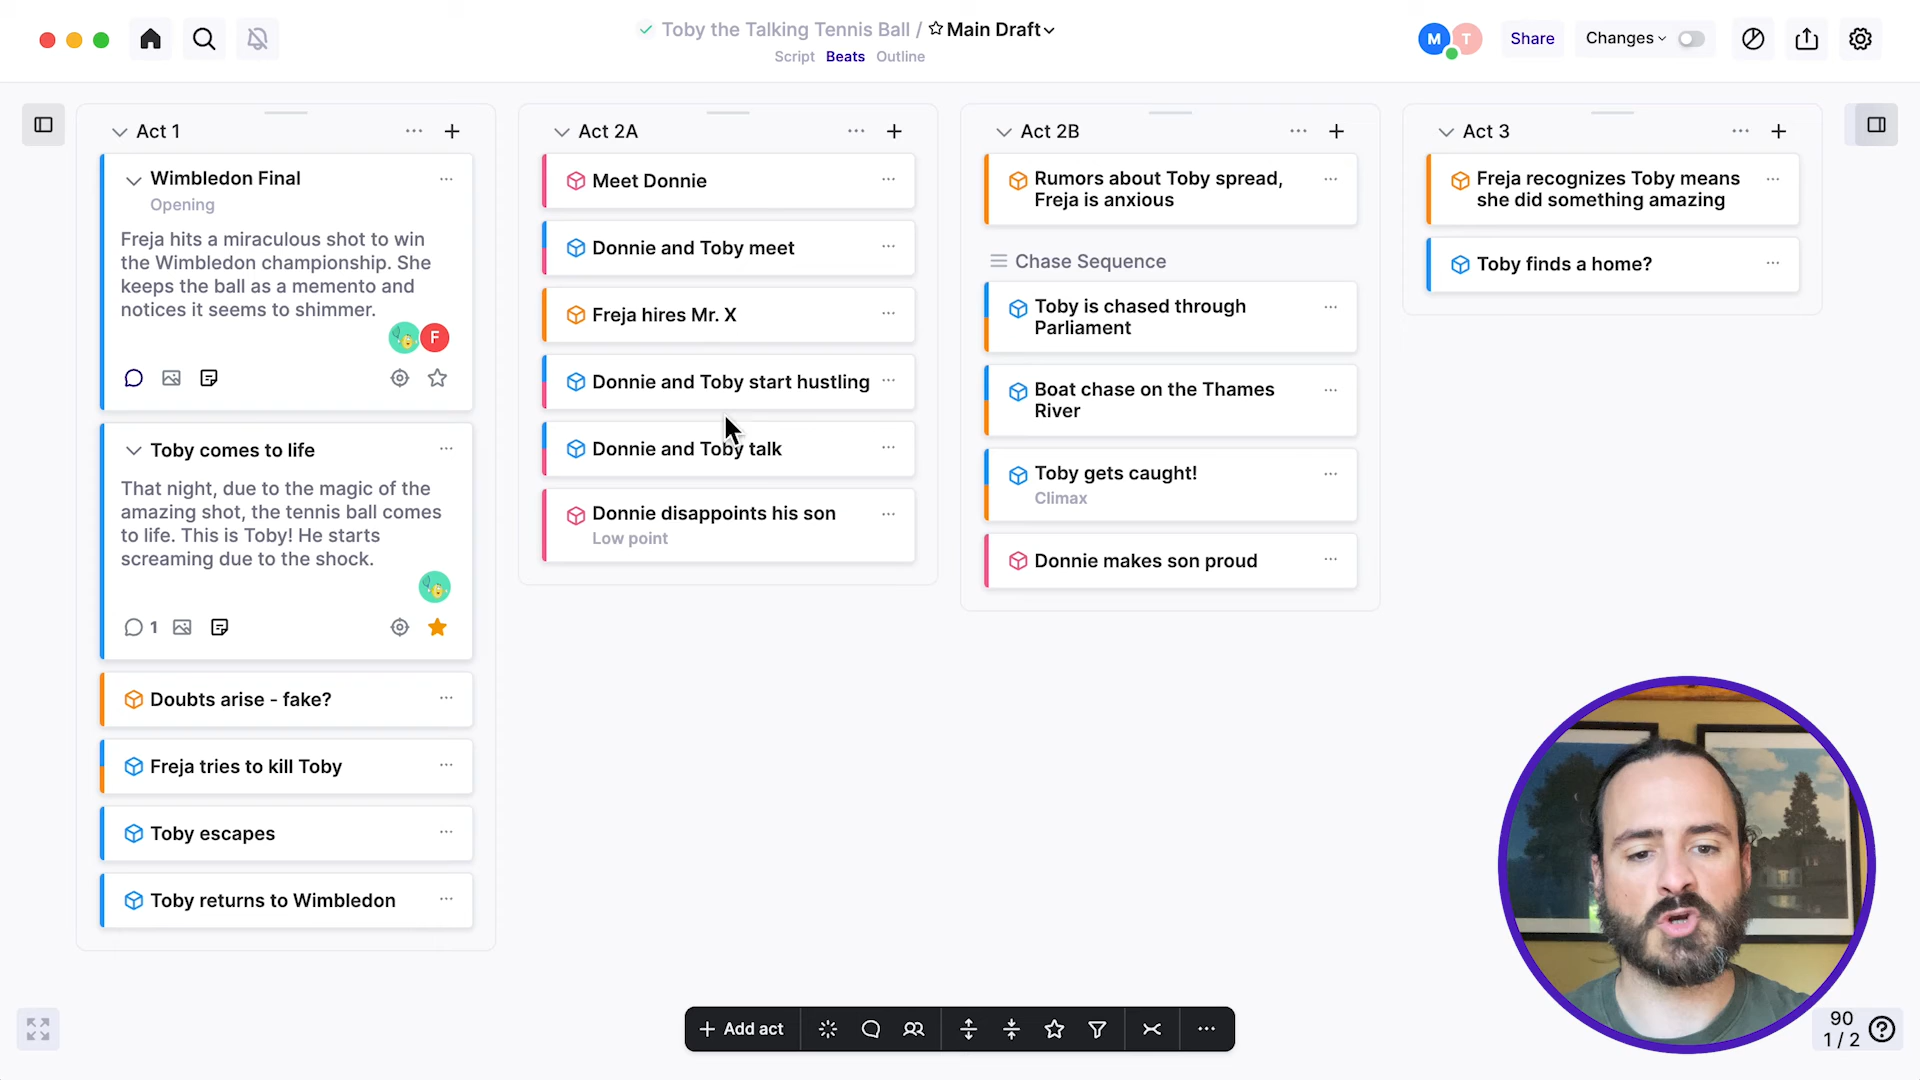 Toby the Talking Tennis Ball / Main Draft
Script Beats Outline
M T
Share
Changes
Act 1
Wimbledon Final
Opening
Freja hits a miraculous shot to win
the Wimbledon championship. She
keeps the ball as a memento and
notices it seems to shimmer.
F
Toby comes to life
That night, due to the magic of the
amazing shot, the tennis ball comes
to life. This is Toby! He starts
screaming due to the shock.
1
Doubts arise - fake?
Freja tries to kill Toby
Toby escapes
Toby returns to Wimbledon
Act 2A
Meet Donnie
Donnie and Toby meet
Freja hires Mr. X
Donnie and Toby start hustling
Donnie and Toby talk
Donnie disappoints his son
Low point
Act 2B
Rumors about Toby spread,
Freja is anxious
Chase Sequence
Toby is chased through
Parliament
Boat chase on the Thames
River
Toby gets caught!
Climax
Donnie makes son proud
Act 3
Freja recognizes Toby means
she did something amazing
Toby finds a home?
+ Add act
90
1 / 2